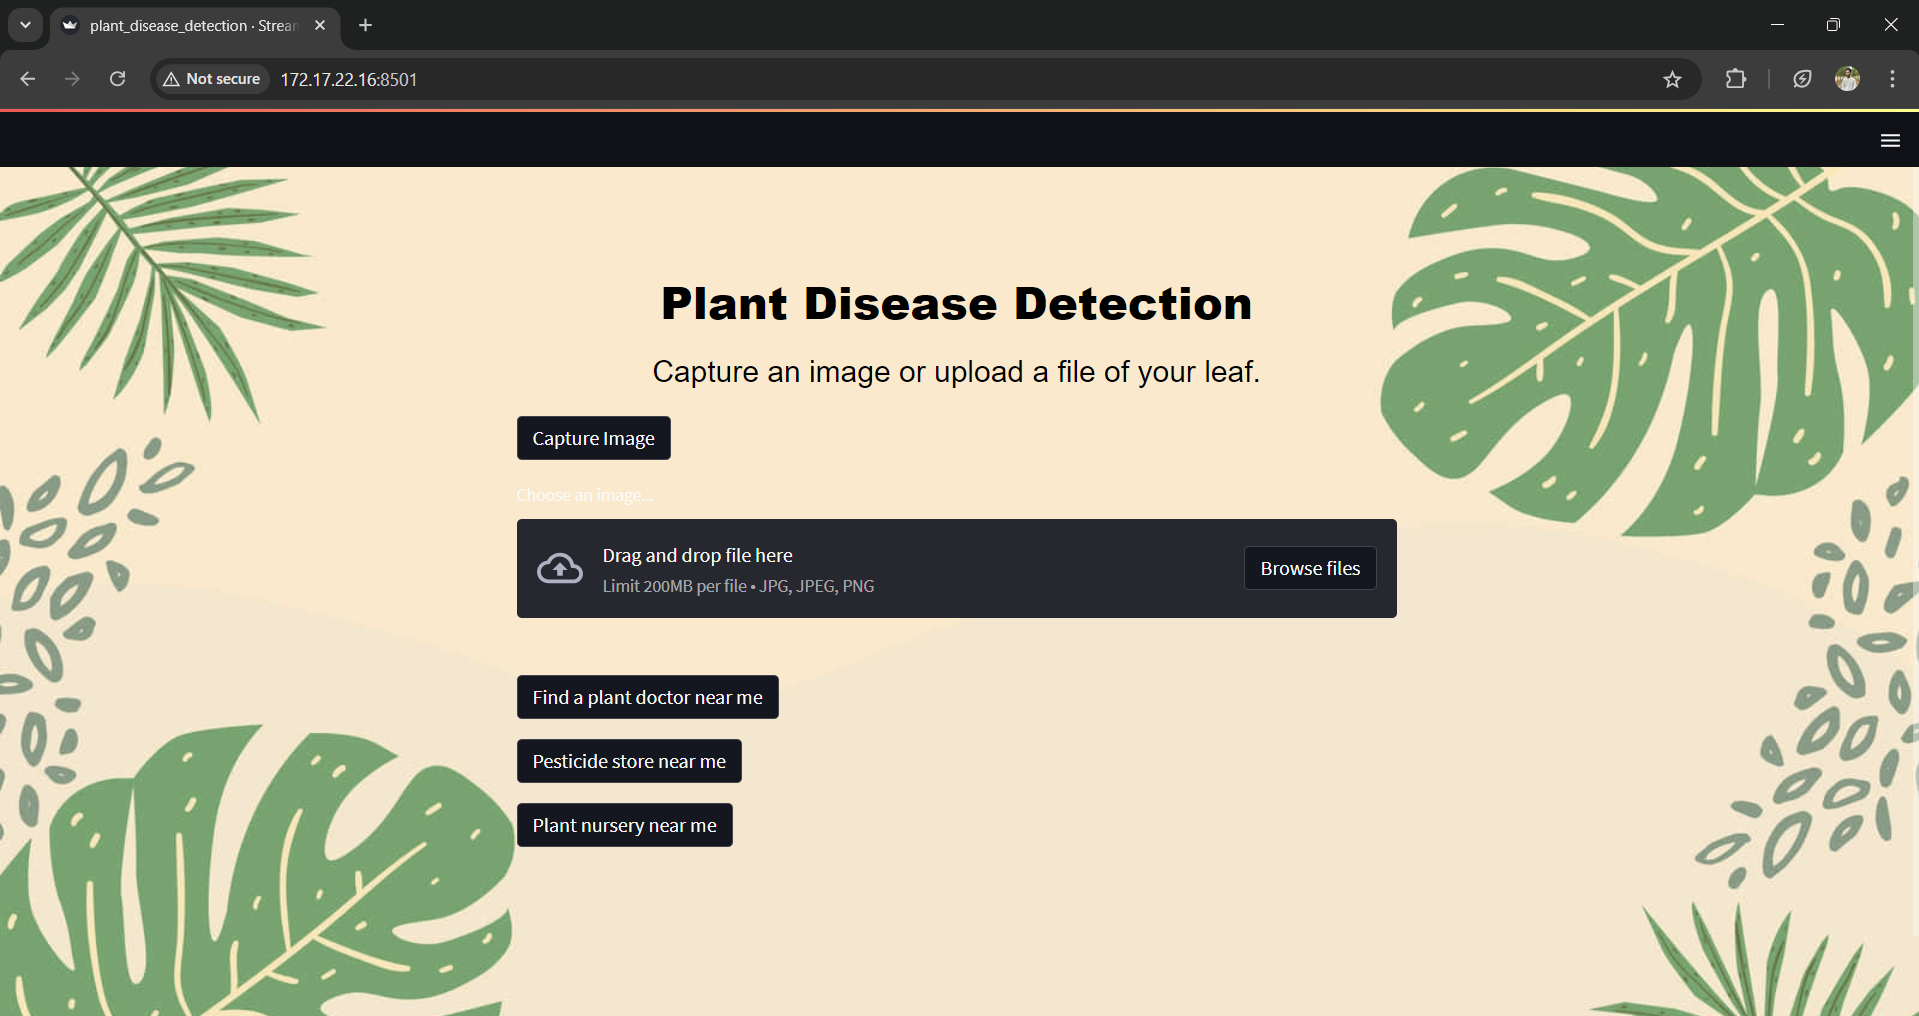 plant_disease_detection · Strean
Not secure
172.17.22.16:8501
Plant Disease Detection
Capture an image or upload a file of your leaf.
Capture Image
Choose an image...
Drag and drop file here
Limit 200MB per file • JPG, JPEG, PNG
Browse files
Find a plant doctor near me
Pesticide store near me
Plant nursery near me